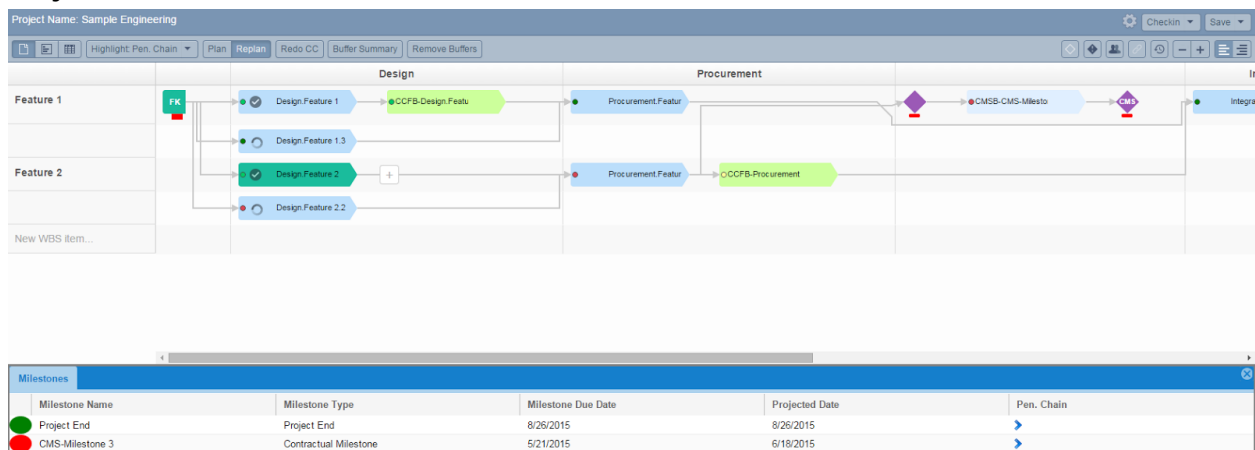 Project Name: Sample Engineering
Checkin
Save
Highlight: Pen. Chain
Plan
Replan
Redo CC
Buffer Summary
Remove Buffers
Design
Procurement
Feature 1
FK
Design.Feature 1
CCFB-Design.Featu
Procurement.Featur
CMSB-CMS-Milesto
CMS
Integra
Design.Feature 1.3
Feature 2
Design.Feature 2
+
Procurement.Featur
CCFB-Procurement
Design.Feature 2.2
New WBS item...
Milestones
Milestone Name Milestone Type Milestone Due Date Projected Date Pen. Chain
Project End Project End 8/26/2015 8/26/2015
CMS-Milestone 3 Contractual Milestone 5/21/2015 6/18/2015